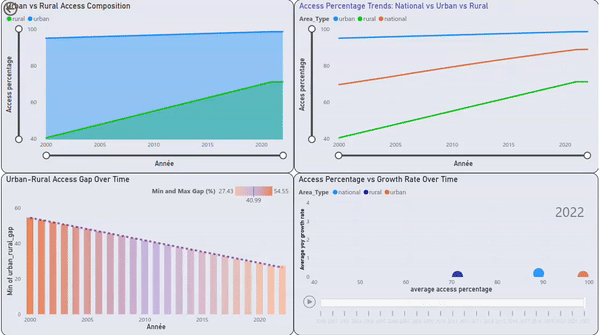 Urban vs Rural Access Composition
rural urban
Access percentage
80
60
40
2000 2005 2010 2015 2020
Année
Access Percentage Trends: National vs Urban vs Rural
Area_Type urban rural national
Access percentage
100
80
60
40
2000 2005 2010 2015 2020
Année
Urban-Rural Access Gap Over Time
Min and Max Gap (%) 27.43 54.55
40.99
Min of urban_rural_gap
60
40
20
0
2000 2005 2010 2015 2020
Année
Access Percentage vs Growth Rate Over Time
Area_Type national rural urban
2022
Average yoy growth rate
4
3
2
1
0
40 50 60 70 80 90 100
average access percentage